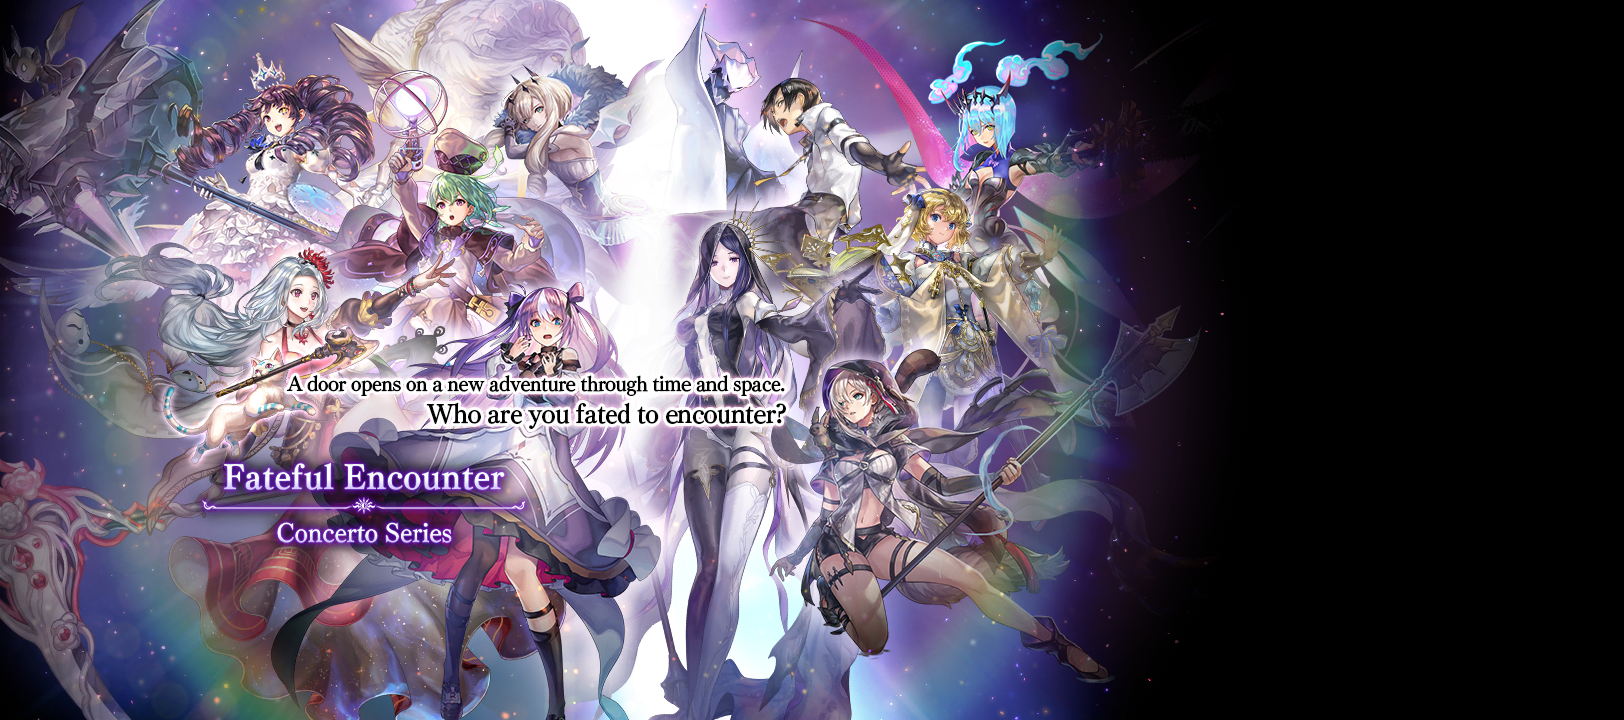 A door opens on a new adventure through time and space.
Who are you fated to encounter?
Fateful Encounter
Concerto Series